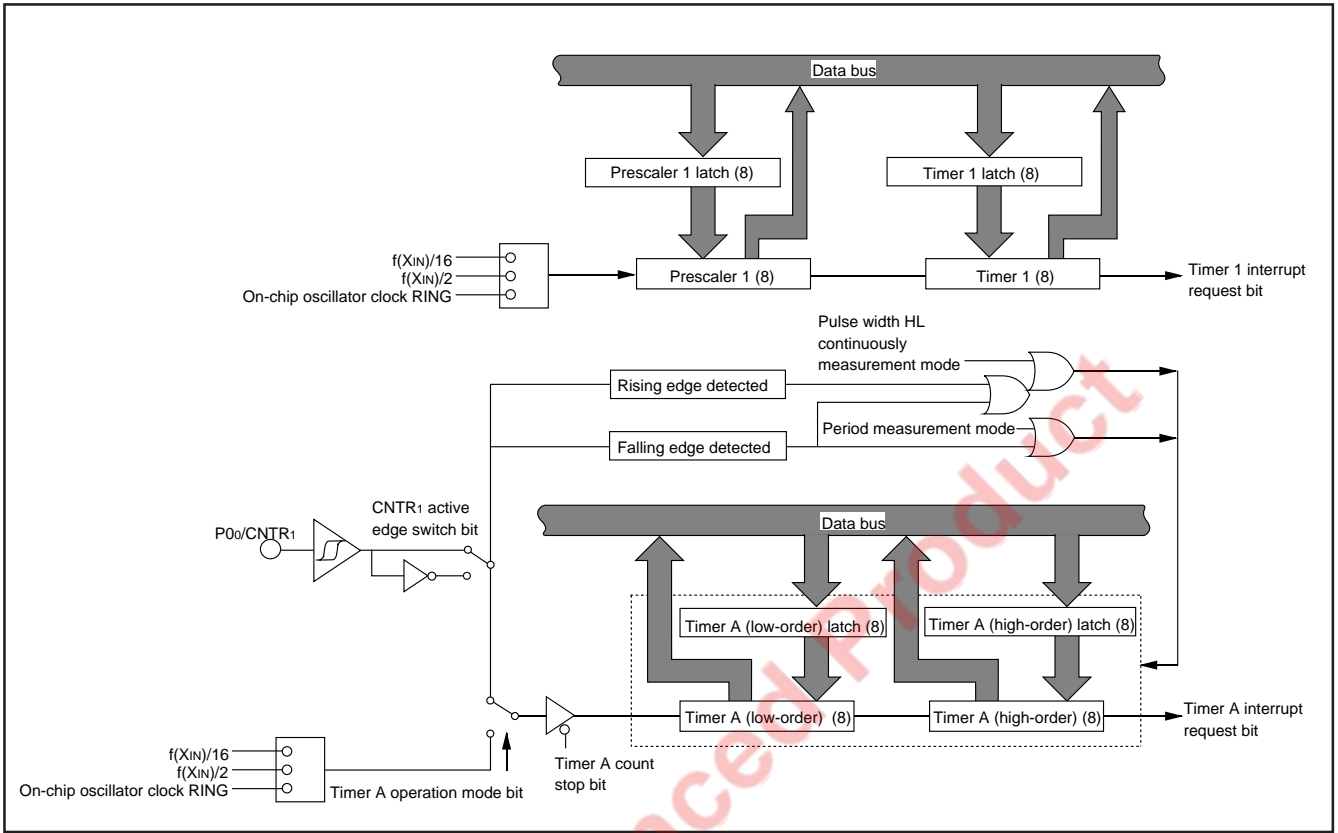 Data bus
Prescaler 1 latch (8)
Timer 1 latch (8)
f(XIN)/16
f(XIN)/2
On-chip oscillator clock RING
Prescaler 1 (8)
Timer 1 (8)
Timer 1 interrupt
request bit
Pulse width HL
continuously
measurement mode
Rising edge detected
Period measurement mode
Falling edge detected
CNTR1 active
edge switch bit
P00/CNTR1
Data bus
Timer A (low-order) latch (8)
Timer A (high-order) latch (8)
Timer A (low-order) (8)
Timer A (high-order) (8)
Timer A interrupt
request bit
f(XIN)/16
f(XIN)/2
On-chip oscillator clock RING
Timer A operation mode bit
Timer A count
stop bit
ced Product